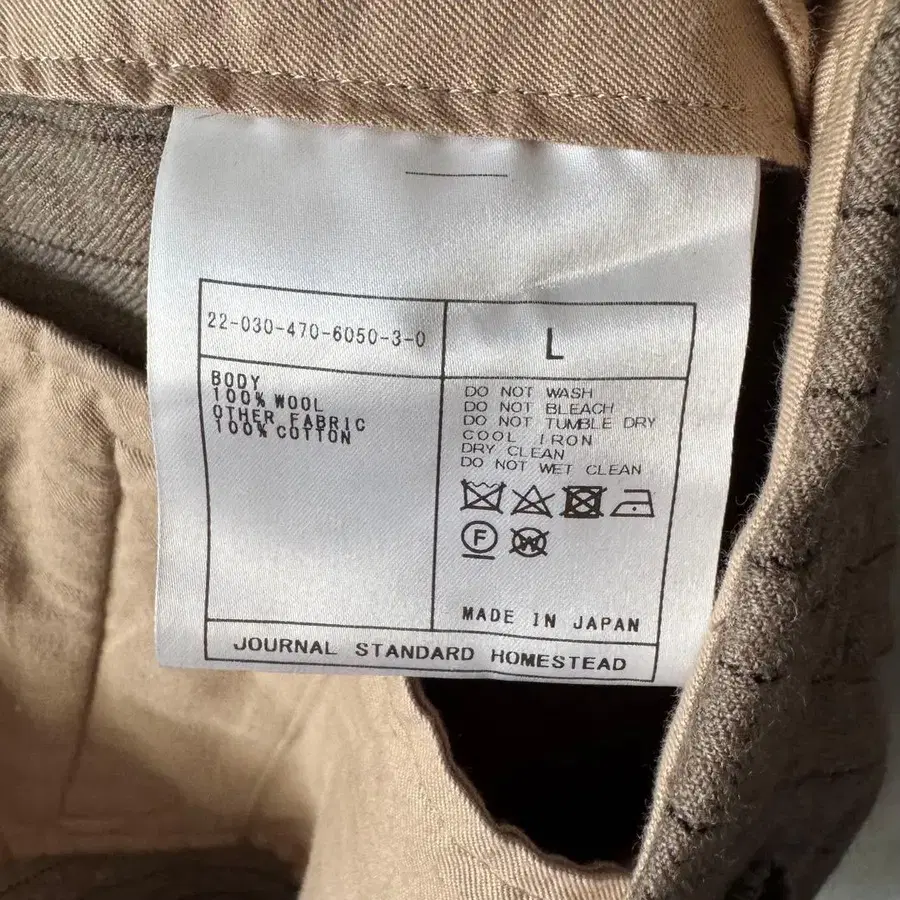 22-030-470-6050-3-0
L
BODY
100% WOOL
OTHER FABRIC
100% COTTON
DO NOT WASH
DO NOT BLEACH
DO NOT TUMBLE DRY
COOL IRON
DRY CLEAN
DO NOT WET CLEAN
F
W
MADE IN JAPAN
JOURNAL STANDARD HOMESTEAD